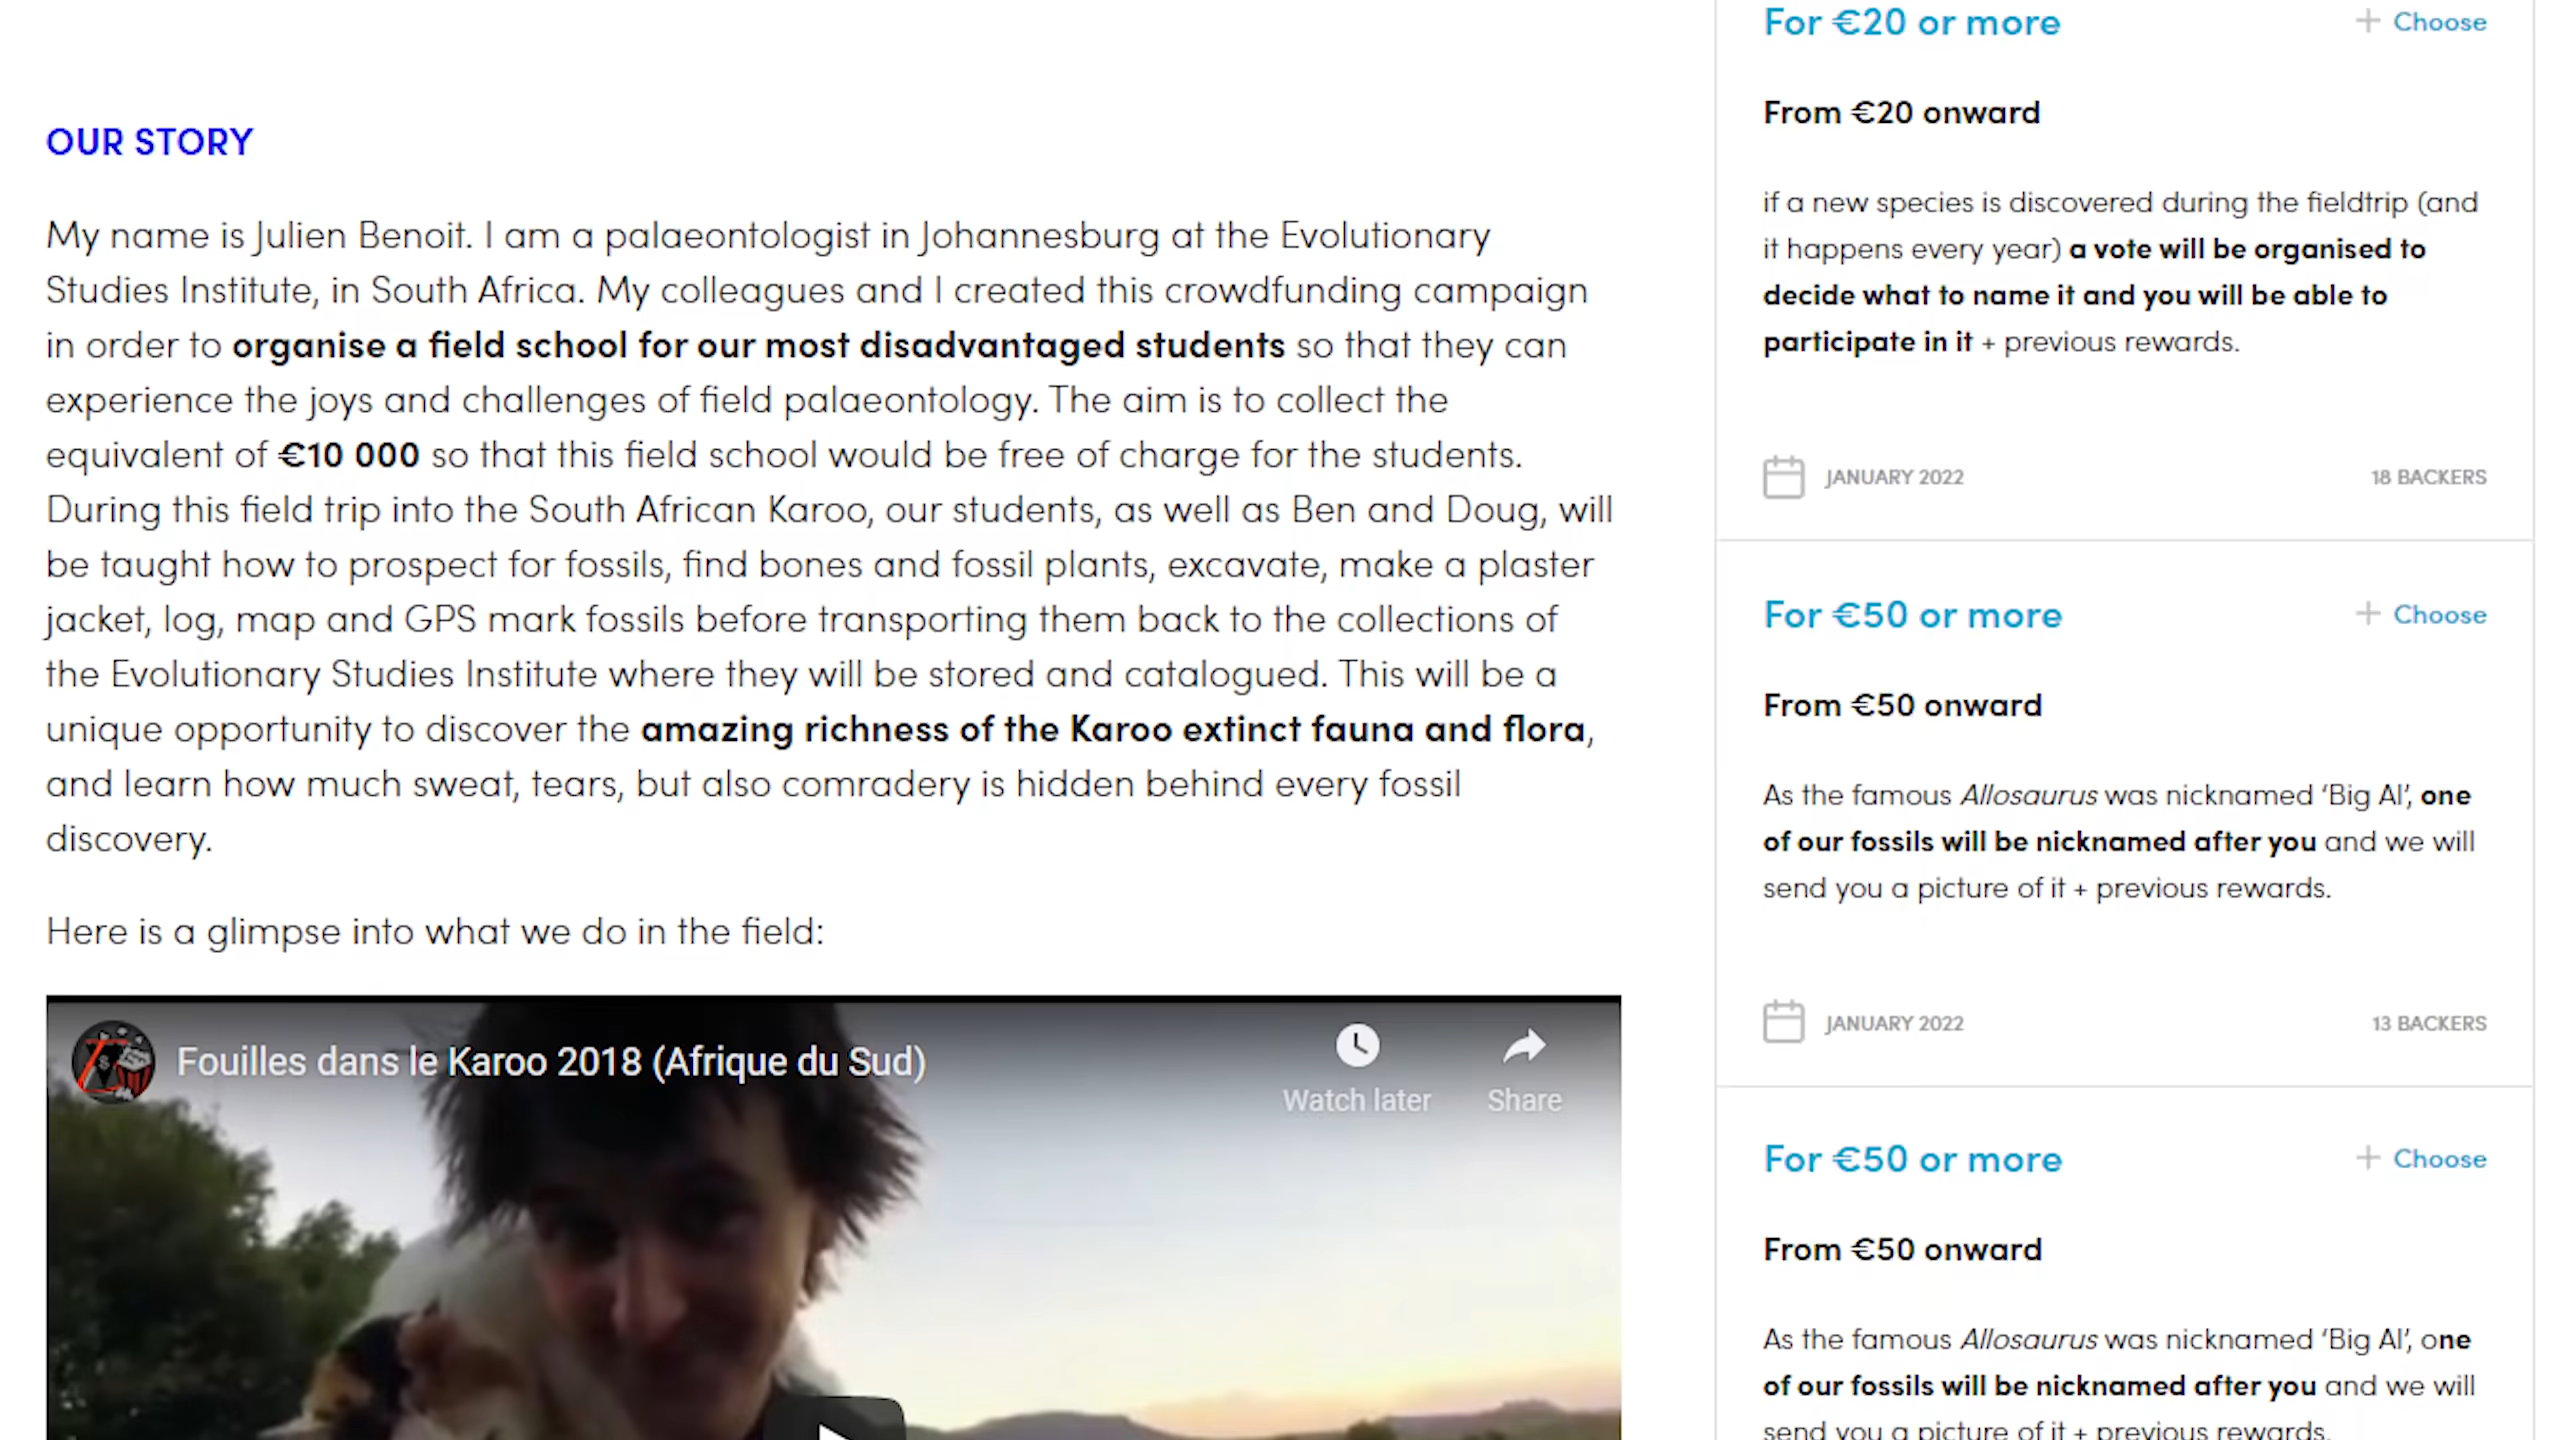 OUR STORY
My name is Julien Benoit. I am a palaeontologist in Johannesburg at the Evolutionary
Studies Institute, in South Africa. My colleagues and I created this crowdfunding campaign
in order to organise a field school for our most disadvantaged students so that they can
experience the joys and challenges of field palaeontology. The aim is to collect the
equivalent of €10 000 so that this field school would be free of charge for the students.
During this field trip into the South African Karoo, our students, as well as Ben and Doug, will
be taught how to prospect for fossils, find bones and fossil plants, excavate, make a plaster
jacket, log, map and GPS mark fossils before transporting them back to the collections of
the Evolutionary Studies Institute where they will be stored and catalogued. This will be a
unique opportunity to discover the amazing richness of the Karoo extinct fauna and flora,
and learn how much sweat, tears, but also comradery is hidden behind every fossil
discovery.
Here is a glimpse into what we do in the field:
Fouilles dans le Karoo 2018 (Afrique du Sud)
Watch later
Share
For €20 or more
+ Choose
From €20 onward
if a new species is discovered during the fieldtrip (and
it happens every year) a vote will be organised to
decide what to name it and you will be able to
participate in it + previous rewards.
JANUARY 2022
18 BACKERS
For €50 or more
+ Choose
From €50 onward
As the famous Allosaurus was nicknamed ‘Big Al’, one
of our fossils will be nicknamed after you and we will
send you a picture of it + previous rewards.
JANUARY 2022
13 BACKERS
For €50 or more
+ Choose
From €50 onward
As the famous Allosaurus was nicknamed ‘Big Al’, one
of our fossils will be nicknamed after you and we will
send you a picture of it + previous rewards.